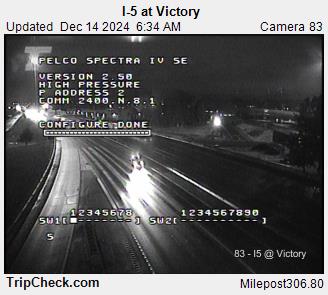 I-5 at Victory
Updated Dec 14 2024 6:34 AM Camera 83
PELCO SPECTRA IV SE
VERSION 2.50
HIGH PRESSURE
P ADDRESS 2
COMM 2400.N.8.1
CONFIGURE DONE
12345678 1234567890
SW1[ ] SW2[ ]
S
83 - I5 @ Victory
TripCheck.com Milepost306.80